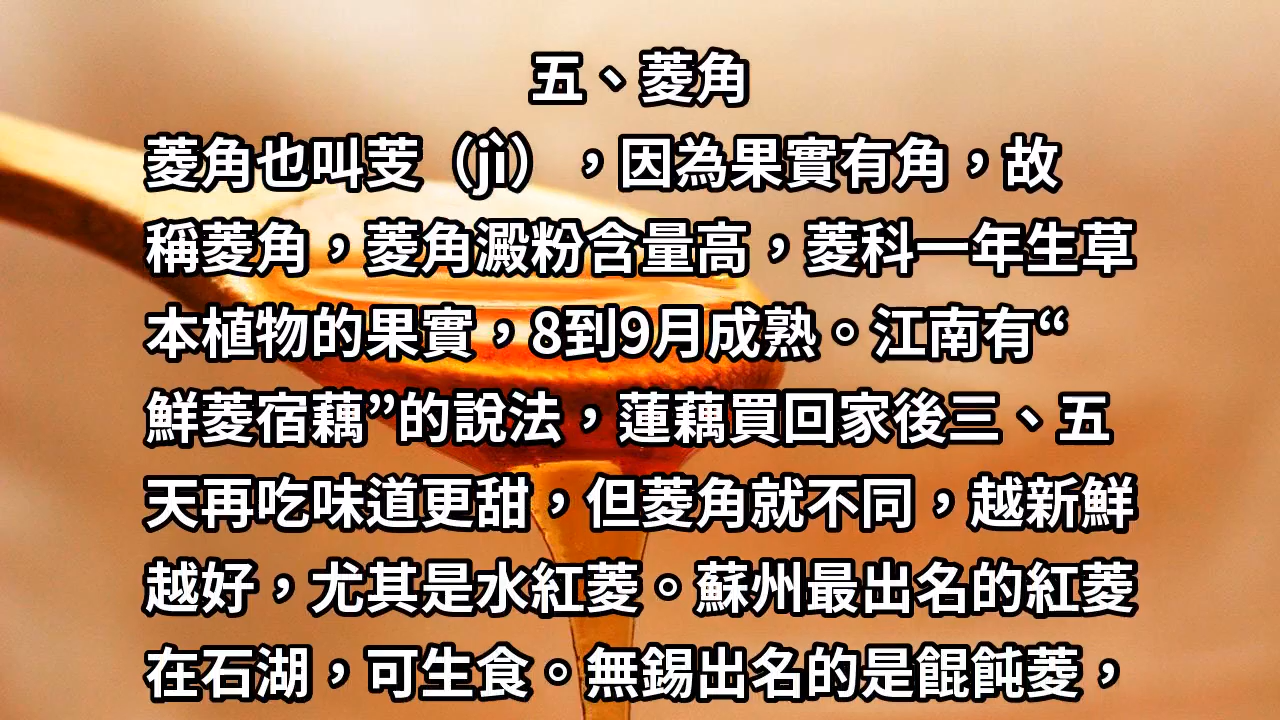 五、菱角
菱角也叫芰（jì），因為果實有角，故
稱菱角，菱角澱粉含量高，菱科一年生草
本植物的果實，8到9月成熟。江南有“
鮮菱宿藕”的說法，蓮藕買回家後三、五
天再吃味道更甜，但菱角就不同，越新鮮
越好，尤其是水紅菱。蘇州最出名的紅菱
在石湖，可生食。無錫出名的是餛飩菱，